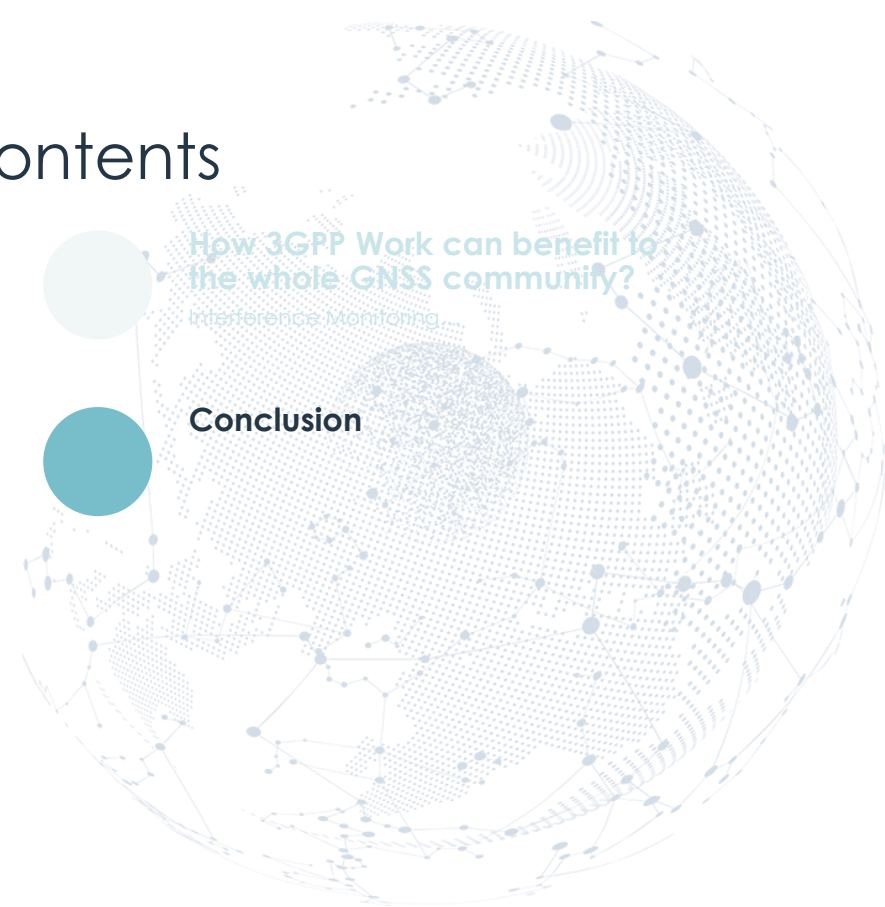 ontents
How 3GPP Work can benefit to
the whole GNSS community?
Interference Monitoring
Conclusion